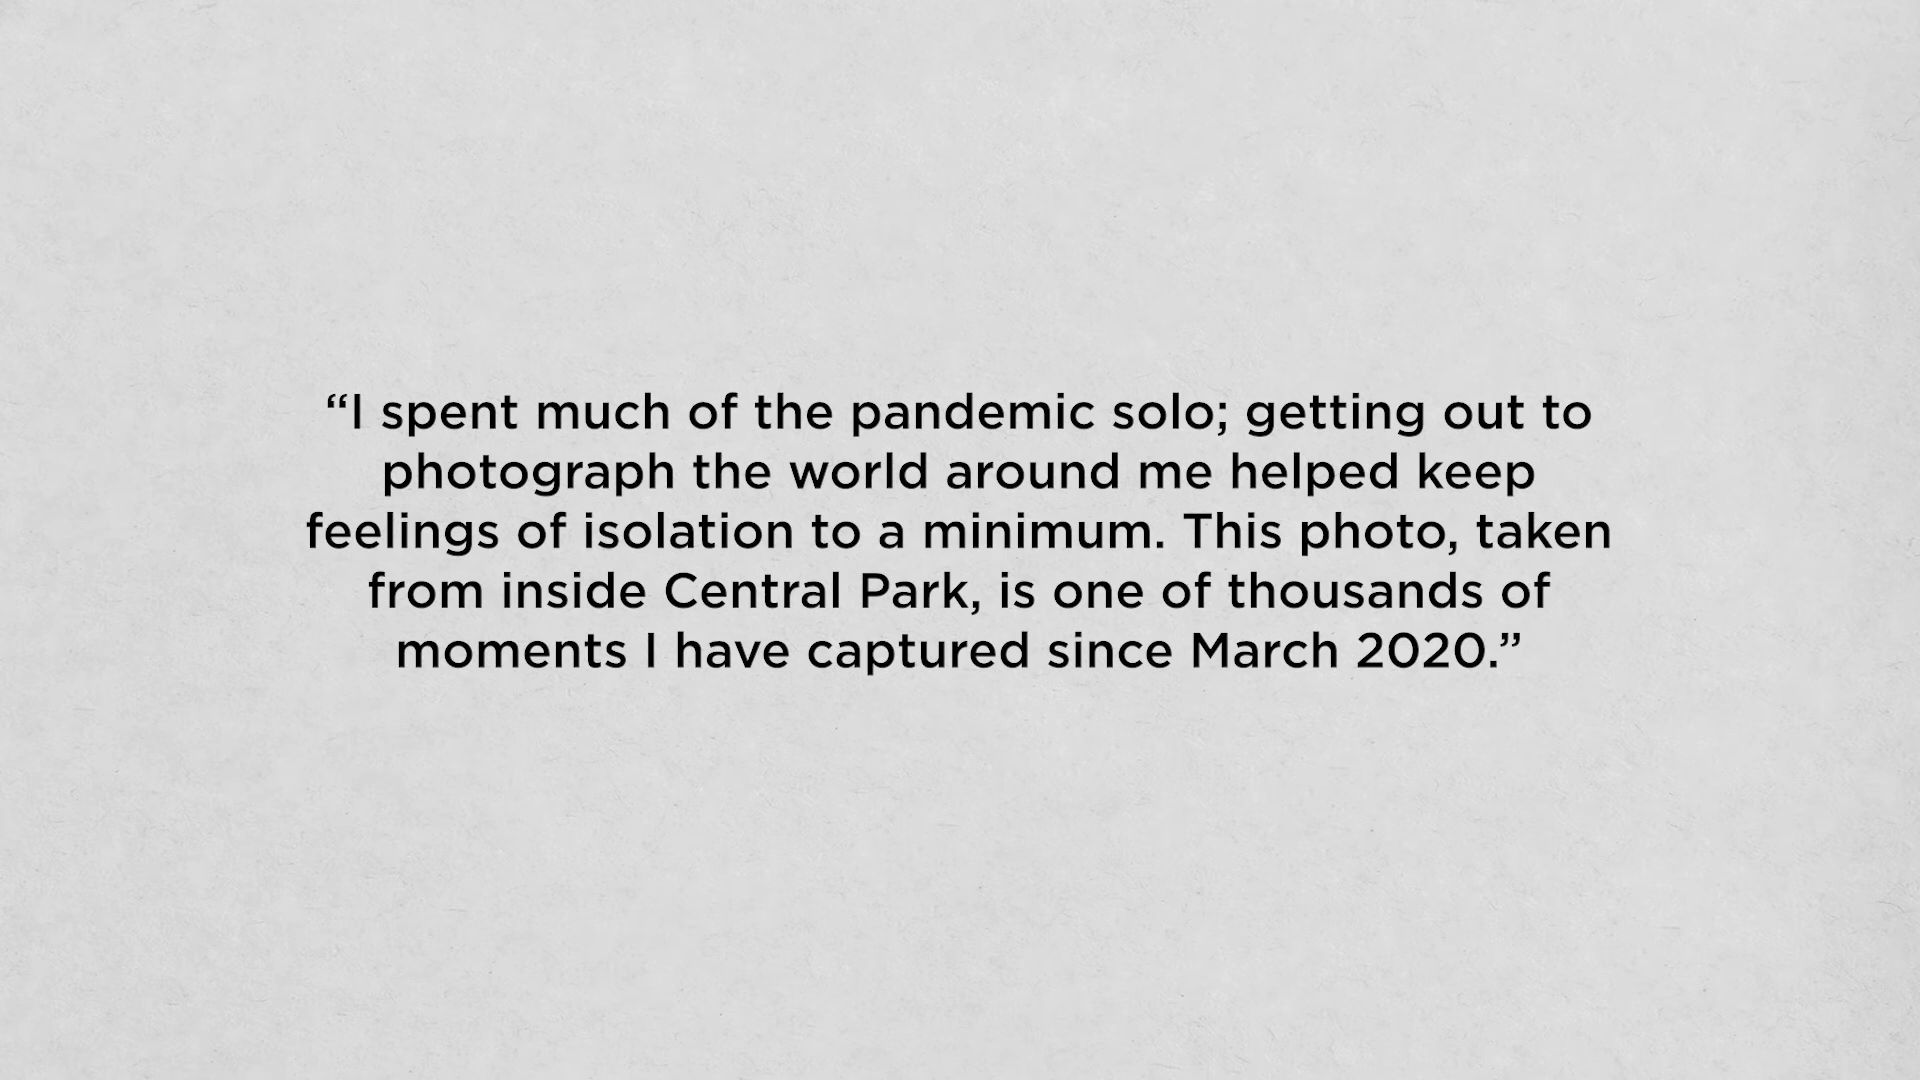 “I spent much of the pandemic solo; getting out to
photograph the world around me helped keep
feelings of isolation to a minimum. This photo, taken
from inside Central Park, is one of thousands of
moments I have captured since March 2020.”